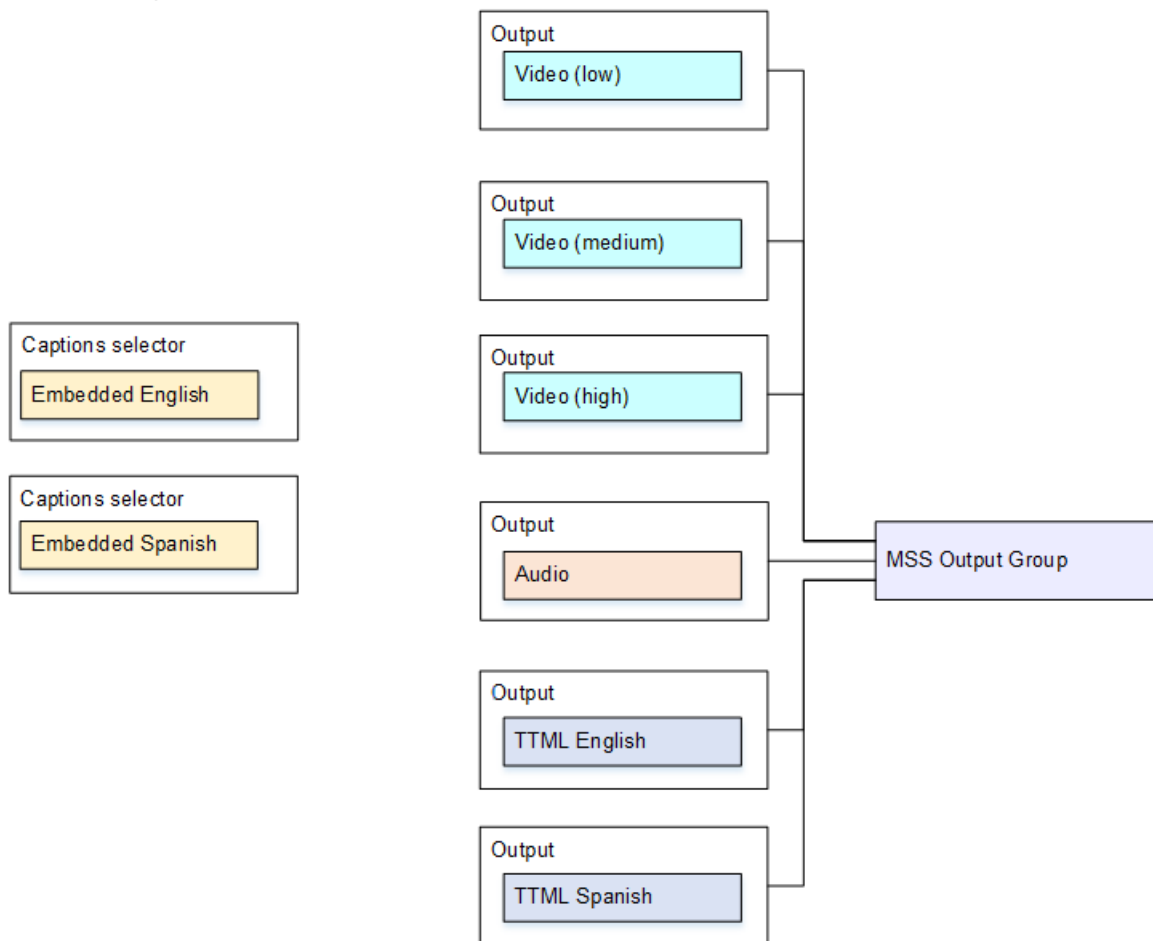 Output
Video (low)
Output
Video (medium)
Captions selector
Embedded English
Output
Video (high)
Captions selector
Embedded Spanish
Output
Audio
MSS Output Group
Output
TTML English
Output
TTML Spanish